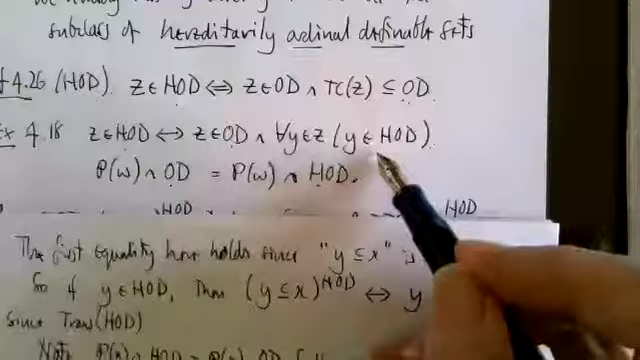 subclass of hereditarily ordinal definable sets
4.26 (HOD). z ∈ HOD ⇔ z ∈ OD ∧ TC(z) ⊆ OD
Ex 4.18 z ∈ HOD ↔ z ∈ OD ∧ ∀y ∈ z (y ∈ HOD)
P(ω) ∩ OD = P(ω) ∩ HOD.
HOD HOD
The first equality here holds since "y ⊆ x" is
So if y ∈ HOD, Then (y ⊆ x)^HOD ↔ y
Since Trans(HOD)
Note